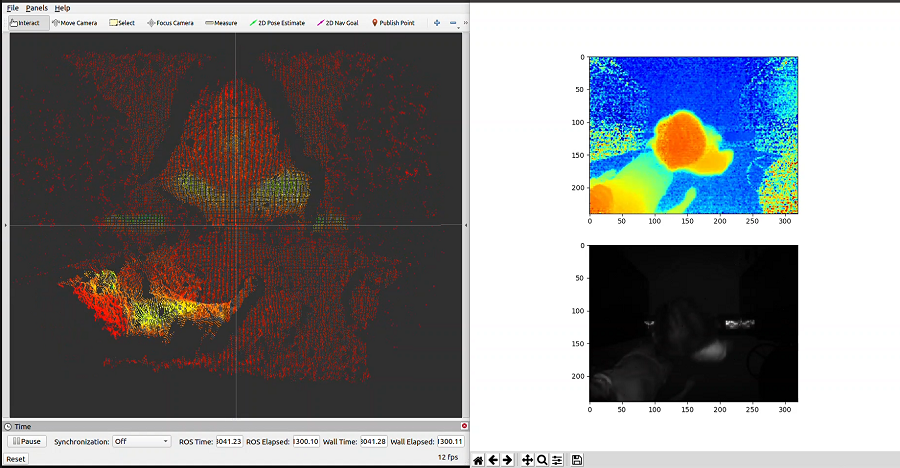 File Panels Help
Interact Move Camera Select Focus Camera Measure 2D Pose Estimate 2D Nav Goal Publish Point »
0
50
100
150
200
0 50 100 150 200 250 300
0
50
100
150
200
0 50 100 150 200 250 300
Time
Pause Synchronization: Off ROS Time: 3041.23 ROS Elapsed: 1300.10 Wall Time: 3041.28 Wall Elapsed: 1300.11
Reset 12 fps